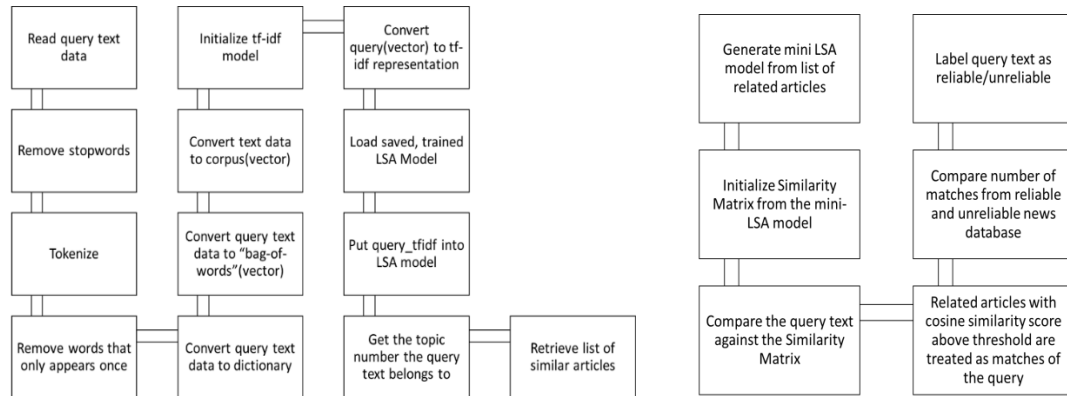 Read query text
data
Remove stopwords
Tokenize
Remove words that
only appears once
Convert query text
data to dictionary
Convert query text
data to “bag-of-
words”(vector)
Convert text data
to corpus(vector)
Initialize tf-idf
model
Convert
query(vector) to tf-
idf representation
Load saved, trained
LSA Model
Put query_tfidf into
LSA model
Get the topic
number the query
text belongs to
Retrieve list of
similar articles
Generate mini LSA
model from list of
related articles
Initialize Similarity
Matrix from the mini-
LSA model
Compare the query text
against the Similarity
Matrix
Related articles with
cosine similarity score
above threshold are
treated as matches of
the query
Compare number of
matches from reliable
and unreliable news
database
Label query text as
reliable/unreliable